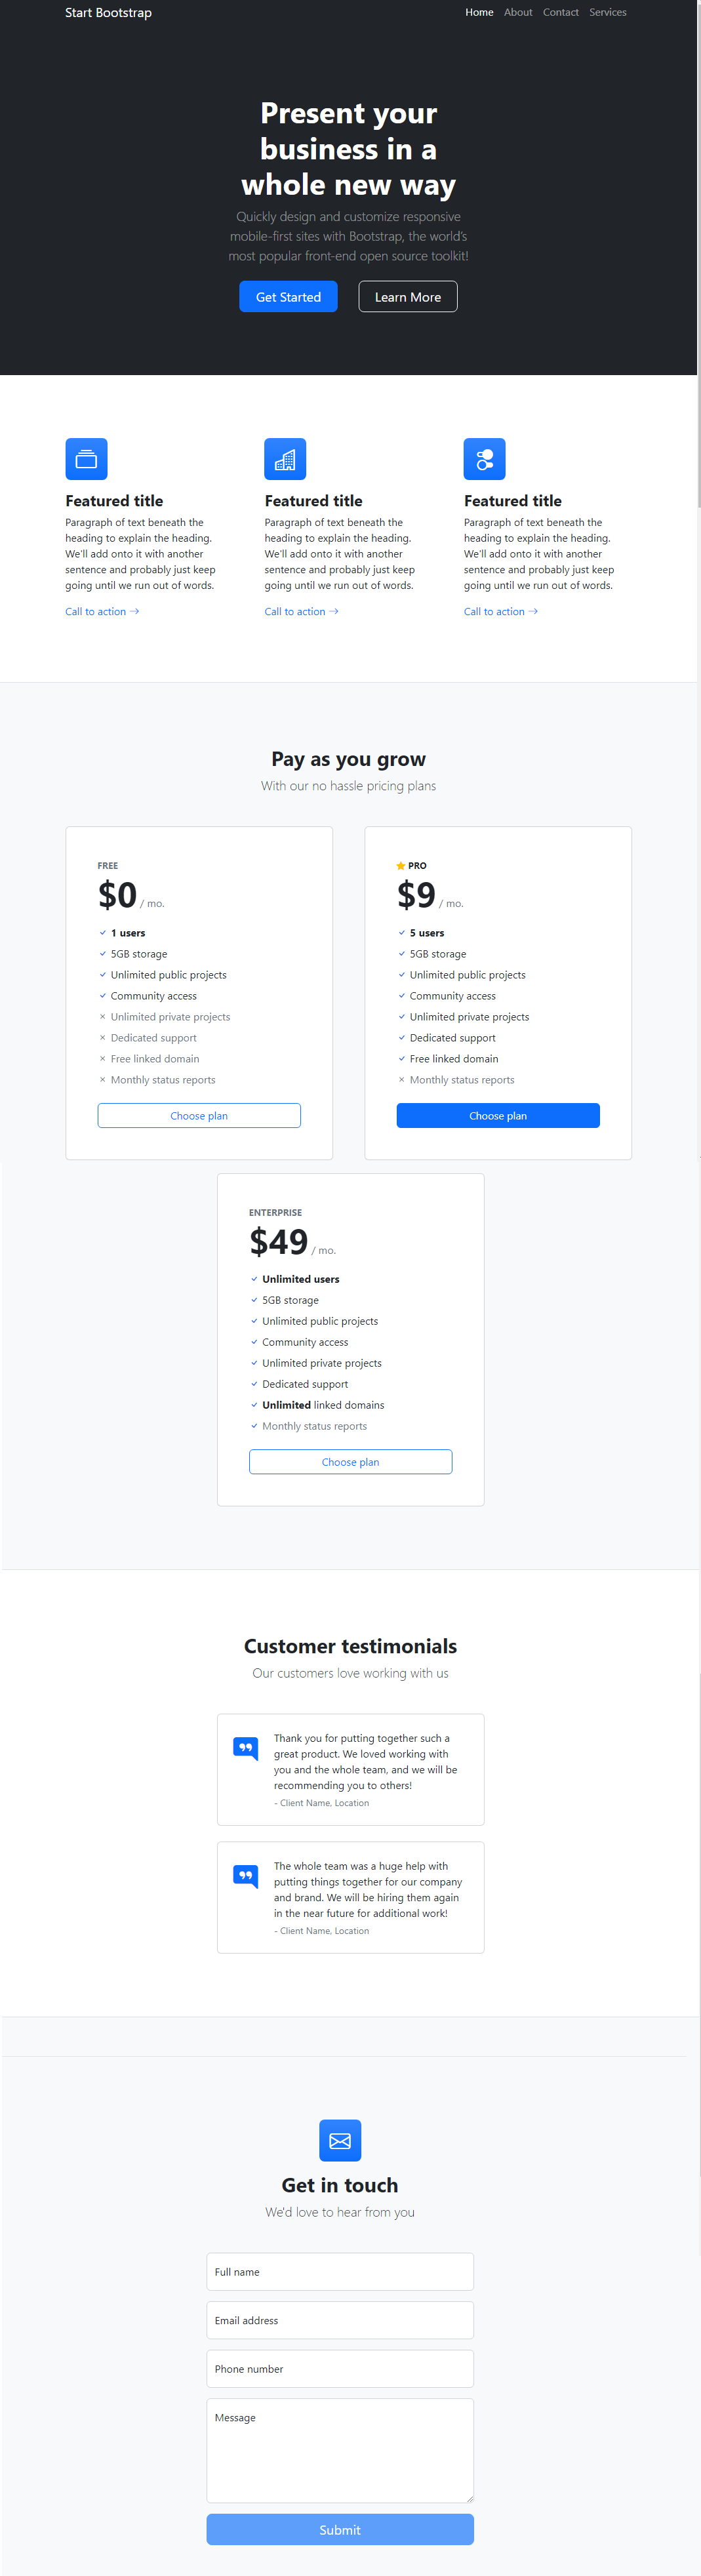 Start Bootstrap
Home About Contact Services
Present your
business in a
whole new way
Quickly design and customize responsive
mobile-first sites with Bootstrap, the world's
most popular front-end open source toolkit!
Get Started Learn More
Featured title
Paragraph of text beneath the
heading to explain the heading.
We'll add onto it with another
sentence and probably just keep
going until we run out of words.
Call to action →
Featured title
Paragraph of text beneath the
heading to explain the heading.
We'll add onto it with another
sentence and probably just keep
going until we run out of words.
Call to action →
Featured title
Paragraph of text beneath the
heading to explain the heading.
We'll add onto it with another
sentence and probably just keep
going until we run out of words.
Call to action →
Pay as you grow
With our no hassle pricing plans
FREE
$0 / mo.
1 users
5GB storage
Unlimited public projects
Community access
Unlimited private projects
Dedicated support
Free linked domain
Monthly status reports
Choose plan
PRO
$9 / mo.
5 users
5GB storage
Unlimited public projects
Community access
Unlimited private projects
Dedicated support
Free linked domain
Monthly status reports
Choose plan
ENTERPRISE
$49 / mo.
Unlimited users
5GB storage
Unlimited public projects
Community access
Unlimited private projects
Dedicated support
Unlimited linked domains
Monthly status reports
Choose plan
Customer testimonials
Our customers love working with us
Thank you for putting together such a
great product. We loved working with
you and the whole team, and we will be
recommending you to others!
- Client Name, Location
The whole team was a huge help with
putting things together for our company
and brand. We will be hiring them again
in the near future for additional work!
- Client Name, Location
Get in touch
We'd love to hear from you
Full name
Email address
Phone number
Message
Submit